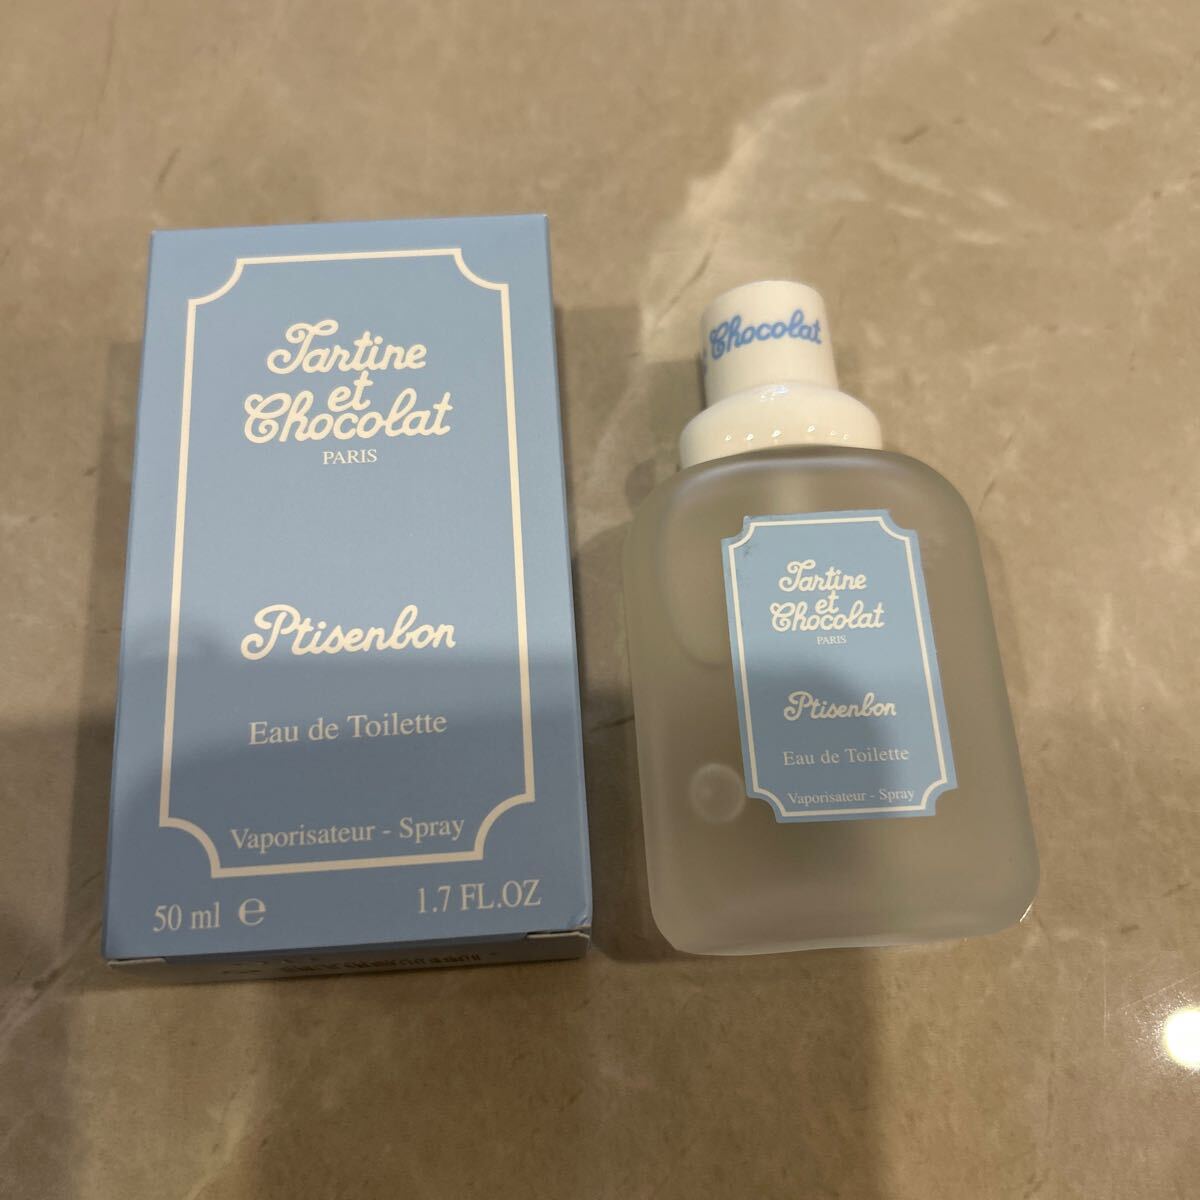 Tartine
et
Chocolat
PARIS
Ptisenbon
Eau de Toilette
Vaporisateur - Spray
50 ml e
1.7 FL.OZ
Chocolat
Tartine
et
Chocolat
PARIS
Ptisenbon
Eau de Toilette
Vaporisateur - Spray